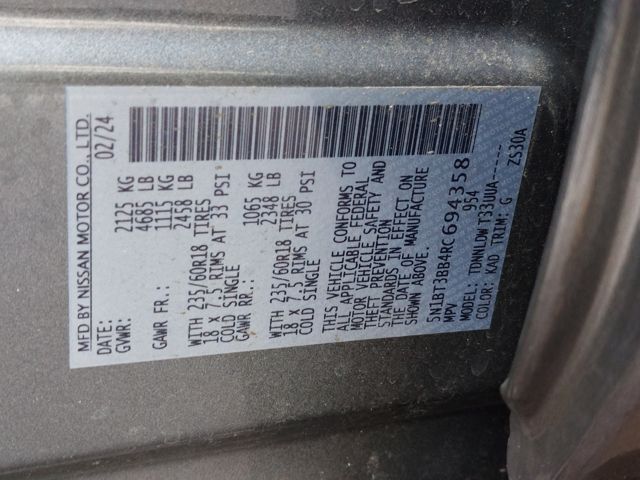 MFD BY NISSAN MOTOR CO., LTD.
DATE: 02/24
GVWR: 2125 KG
4685 LB
GAWR FR.: 1115 KG
2458 LB
WITH 235/60R18 TIRES
18 x 7.5 RIMS AT 33 PSI
COLD SINGLE
GAWR RR.: 1065 KG
2348 LB
WITH 235/60R18 TIRES
18 x 7.5 RIMS AT 30 PSI
COLD SINGLE
THIS VEHICLE CONFORMS TO
ALL APPLICABLE FEDERAL
MOTOR VEHICLE SAFETY AND
THEFT PREVENTION
STANDARDS IN EFFECT ON
THE DATE OF MANUFACTURE
SHOWN ABOVE.
5N1BT3BB4RC694358
MPV 954
MODEL: TDWNLDW T33UUA------
COLOR: KAD TRIM: G ZS30A